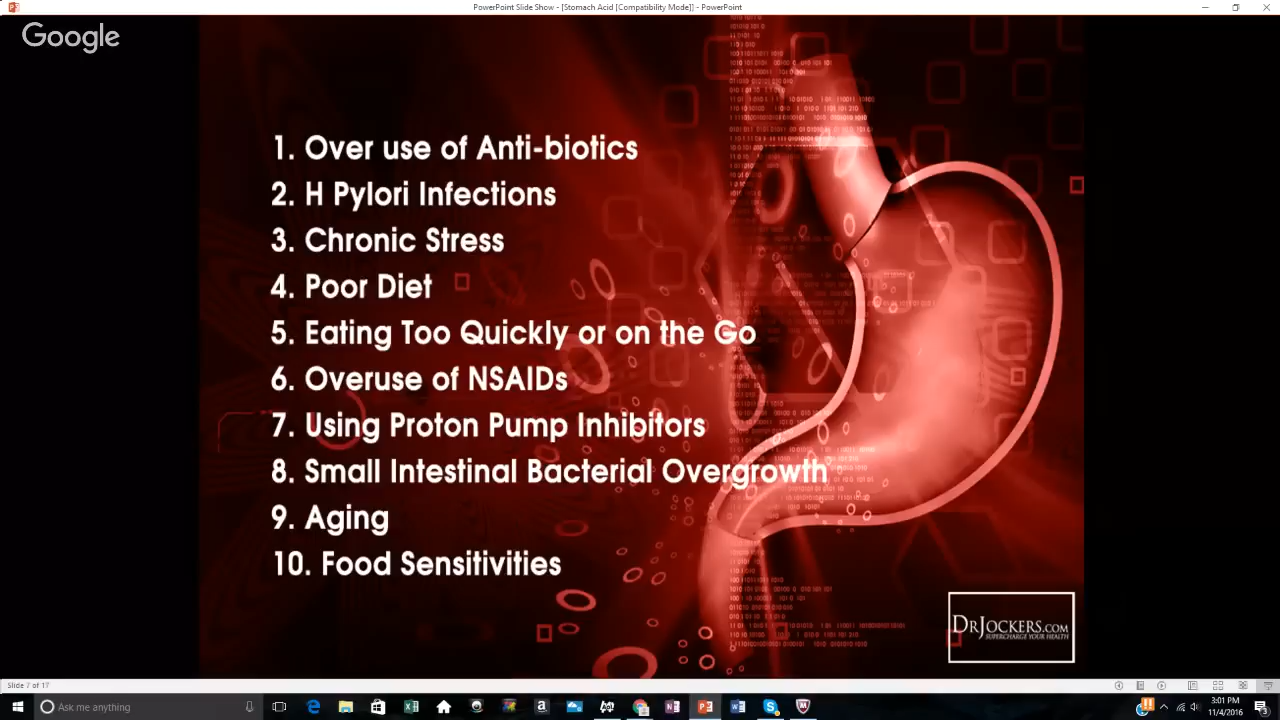 PowerPoint Slide Show - [Stomach Acid [Compatibility Mode]] - PowerPoint
Google
1. Over use of Anti-biotics
2. H Pylori Infections
3. Chronic Stress
4. Poor Diet
5. Eating Too Quickly or on the Go
6. Overuse of NSAIDs
7. Using Proton Pump Inhibitors
8. Small Intestinal Bacterial Overgrowth
9. Aging
10. Food Sensitivities
DRJOCKERS.COM
SUPERCHARGE YOUR HEALTH
Slide 7 of 17
Ask me anything
3:01 PM
11/4/2016